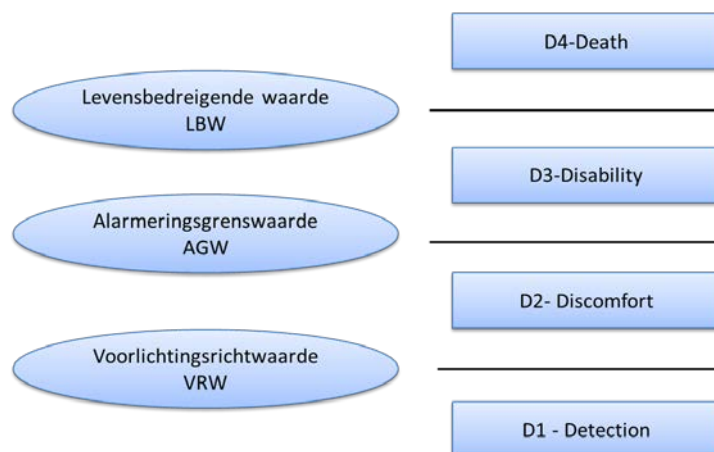 D4-Death
Levensbedreigende waarde
LBW
D3-Disability
Alarmeringsgrenswaarde
AGW
D2- Discomfort
Voorlichtingsrichtwaarde
VRW
D1 - Detection